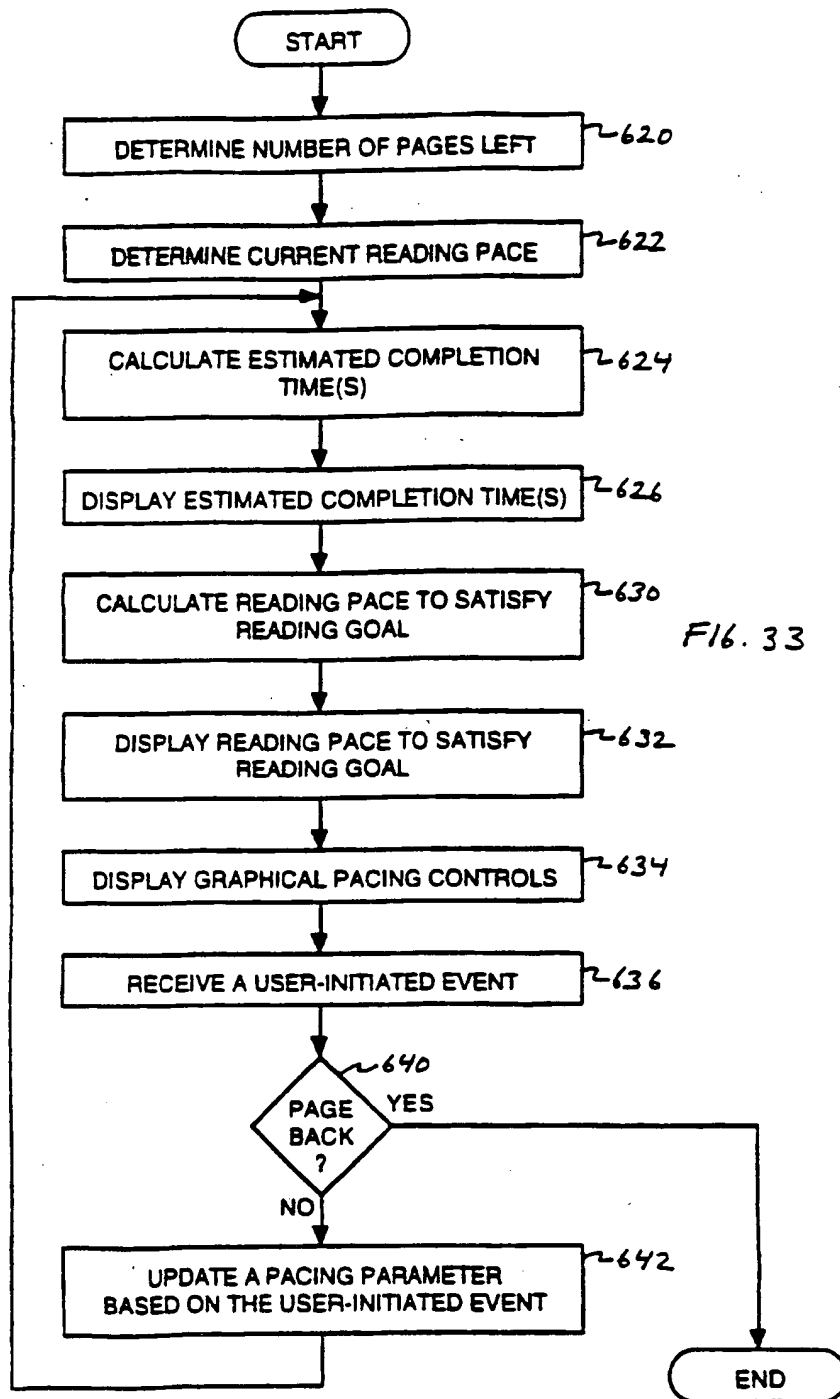 START
DETERMINE NUMBER OF PAGES LEFT
620
DETERMINE CURRENT READING PACE
622
CALCULATE ESTIMATED COMPLETION
TIME(S)
624
DISPLAY ESTIMATED COMPLETION TIME(S)
626
CALCULATE READING PACE TO SATISFY
READING GOAL
630
FIG. 33
DISPLAY READING PACE TO SATISFY
READING GOAL
632
DISPLAY GRAPHICAL PACING CONTROLS
634
RECEIVE A USER-INITIATED EVENT
636
640
PAGE
BACK
?
YES
NO
UPDATE A PACING PARAMETER
BASED ON THE USER-INITIATED EVENT
642
END